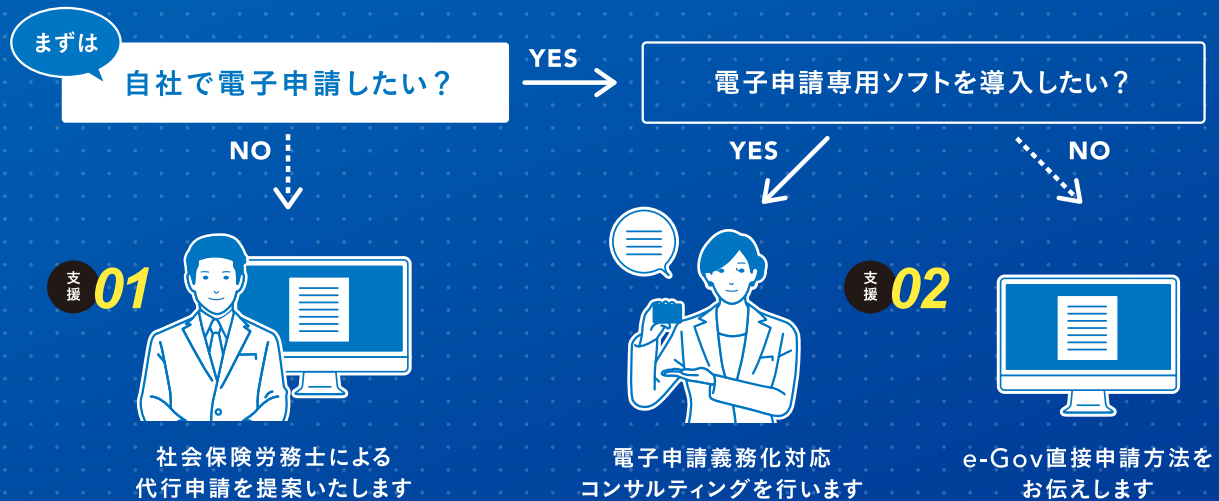 まずは
自社で電子申請したい？
YES
電子申請専用ソフトを導入したい？
NO
YES
NO
支援 01
支援 02
社会保険労務士による
代行申請を提案いたします
電子申請義務化対応
コンサルティングを行います
e-Gov直接申請方法を
お伝えします